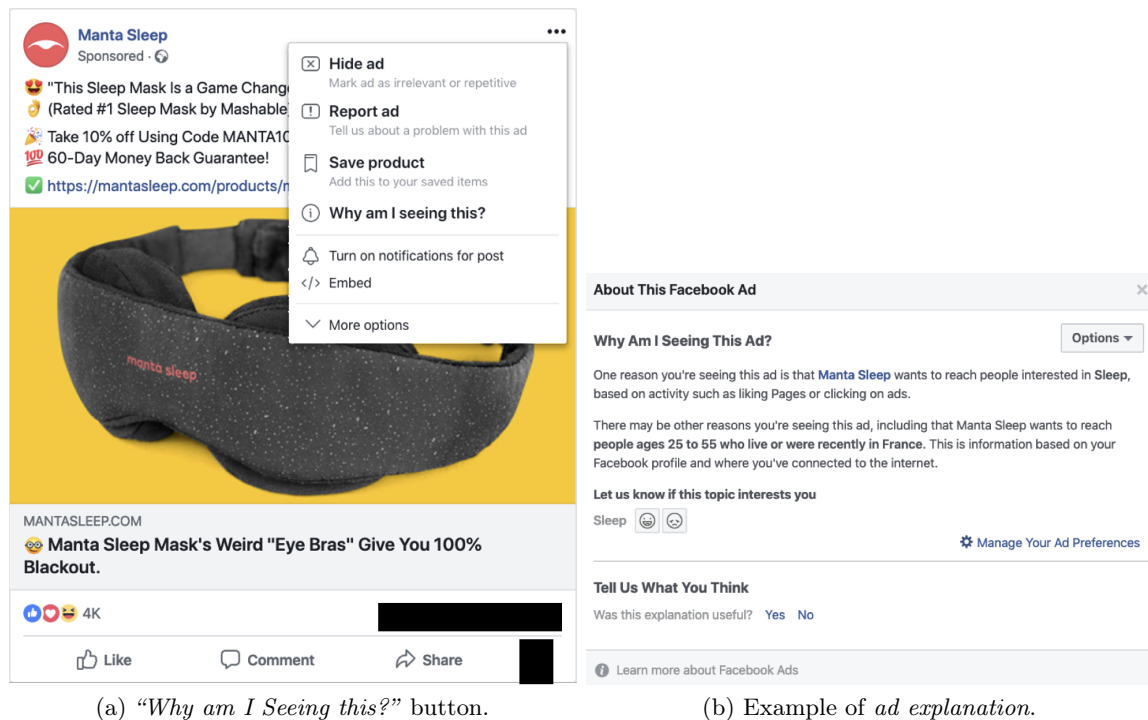 Manta Sleep
Sponsored ·
"This Sleep Mask Is a Game Change
(Rated #1 Sleep Mask by Mashable
Take 10% off Using Code MANTA10
💯 60-Day Money Back Guarantee!
https://mantasleep.com/products/
Hide ad
Mark ad as irrelevant or repetitive
Report ad
Tell us about a problem with this ad
Save product
Add this to your saved items
Why am I seeing this?
Turn on notifications for post
</> Embed
More options
manta sleep
MANTASLEEP.COM
Manta Sleep Mask's Weird "Eye Bras" Give You 100%
Blackout.
4K
Like
Comment
Share
(a) "Why am I Seeing this?" button.
About This Facebook Ad
Why Am I Seeing This Ad?
Options
One reason you're seeing this ad is that Manta Sleep wants to reach people interested in Sleep,
based on activity such as liking Pages or clicking on ads.
There may be other reasons you're seeing this ad, including that Manta Sleep wants to reach
people ages 25 to 55 who live or were recently in France. This is information based on your
Facebook profile and where you've connected to the internet.
Let us know if this topic interests you
Sleep
Manage Your Ad Preferences
Tell Us What You Think
Was this explanation useful? Yes No
Learn more about Facebook Ads
(b) Example of ad explanation.